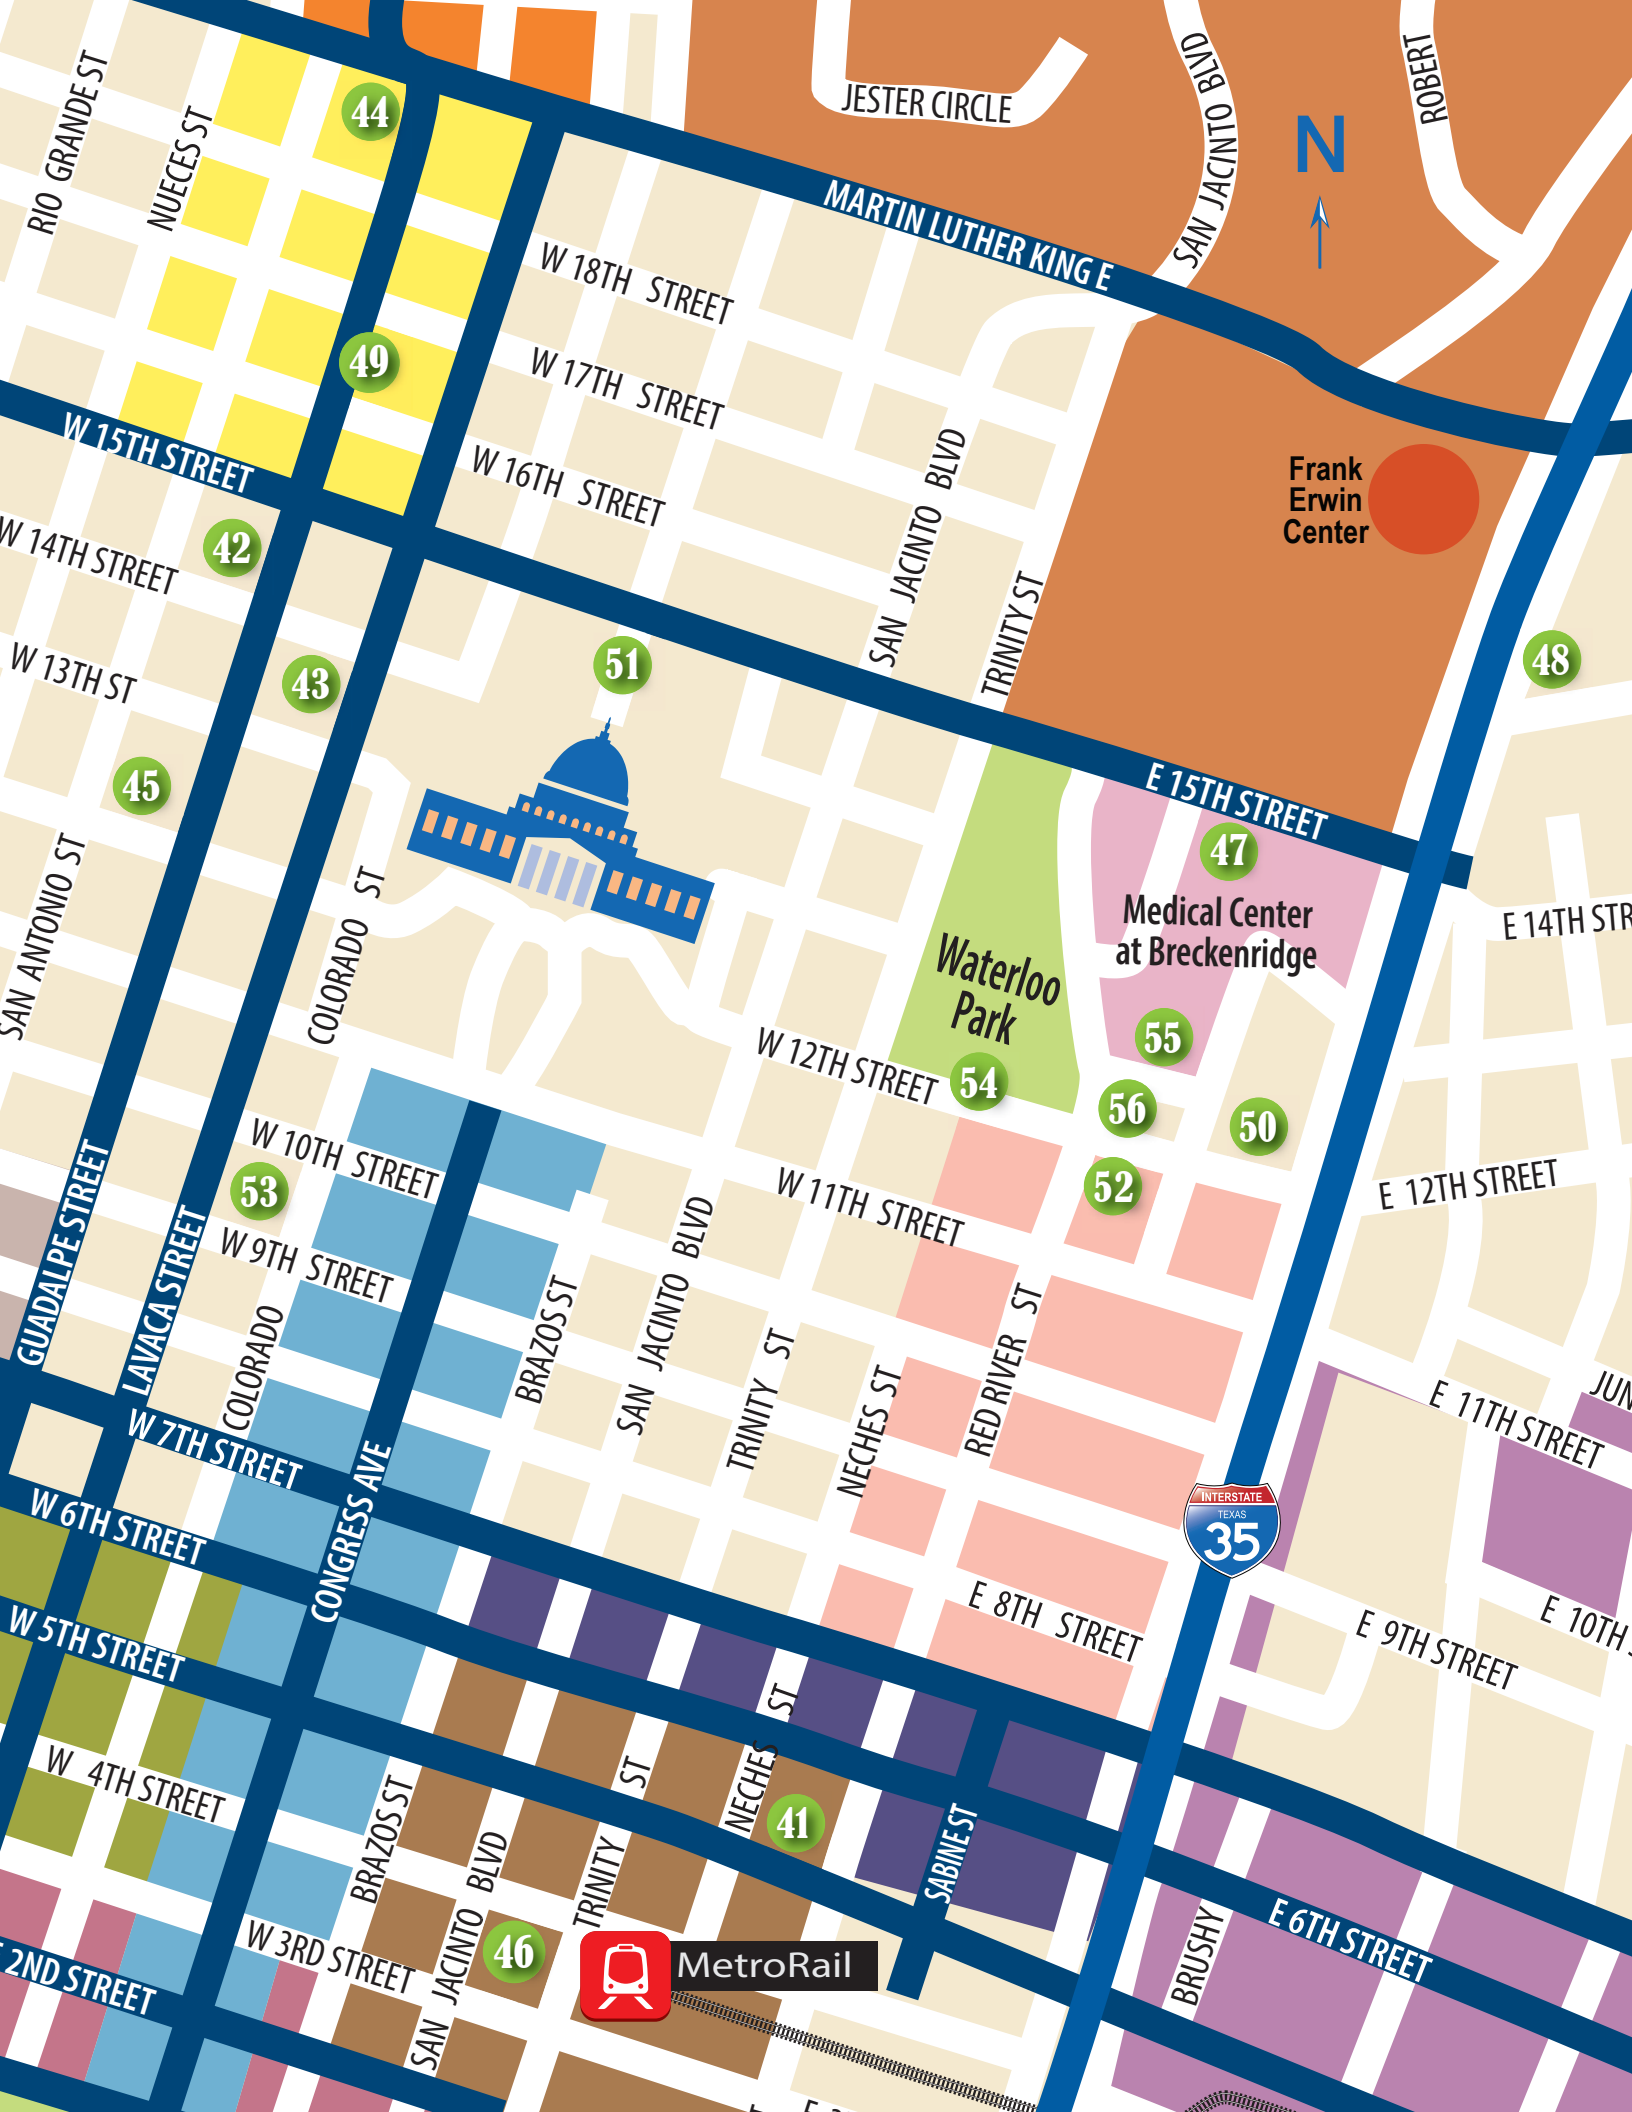 JESTER CIRCLE
SAN JACINTO BLVD
ROBERT
N
RIO GRANDE ST
NUECES ST
44
MARTIN LUTHER KING E
W 18TH STREET
49
W 17TH STREET
W 15TH STREET
W 16TH STREET
SAN JACINTO BLVD
Frank
Erwin
Center
W 14TH STREET
42
TRINITY ST
W 13TH ST
43
51
48
45
E 15TH STREET
47
SAN ANTONIO ST
COLORADO ST
Medical Center
at Breckenridge
E 14TH STR
Waterloo
Park
W 12TH STREET
54
55
56
50
W 10TH STREET
53
52
W 11TH STREET
E 12TH STREET
GUADALPE STREET
LAVACA STREET
W 9TH STREET
COLORADO
BRAZOS ST
SAN JACINTO BLVD
TRINITY ST
NECHES ST
RED RIVER ST
JUN
E 11TH STREET
W 7TH STREET
CONGRESS AVE
INTERSTATE
TEXAS
35
W 6TH STREET
E 8TH STREET
E 9TH STREET
E 10TH
W 5TH STREET
NECHES ST
W 4TH STREET
BRAZOS ST
SAN JACINTO BLVD
TRINITY ST
41
SABINE ST
W 3RD STREET
46
MetroRail
BRUSHY
E 6TH STREET
2ND STREET